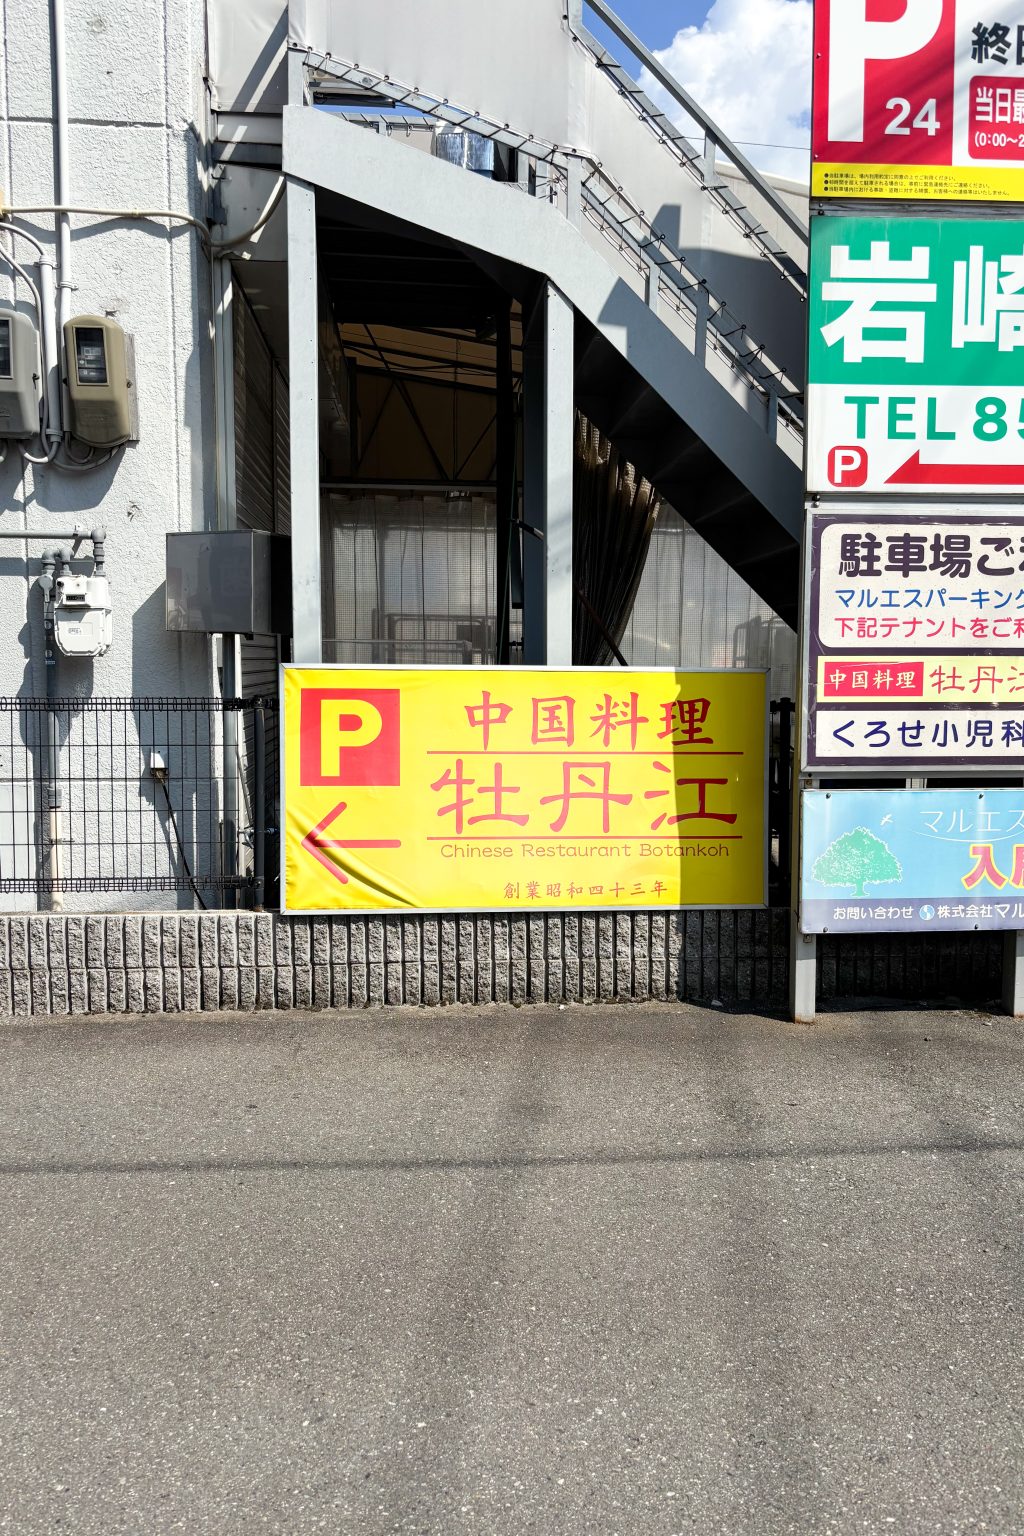 P
中国料理
牡丹江
Chinese Restaurant Botankoh
創業昭和四十三年
P
24
終日
当日最
(0:00〜2
岩崎
TEL 85
P
駐車場ご利
マルエスパーキング
下記テナントをご利
中国料理 牡丹江
くろせ小児科
マルエス
入居
お問い合わせ 株式会社マル